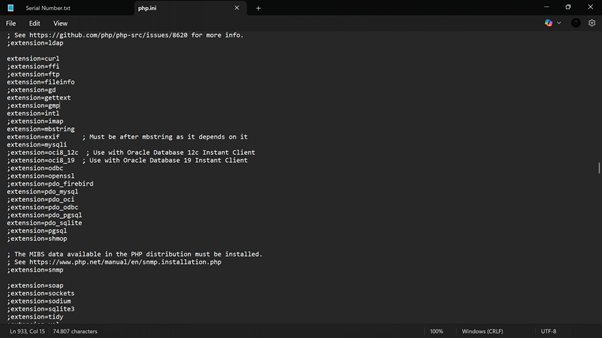 Serial Number.txt
php.ini
File Edit View
; See https://github.com/php/php-src/issues/8620 for more info.
;extension=ldap
extension=curl
;extension=ffi
;extension=ftp
extension=fileinfo
;extension=gd
extension=gettext
;extension=gmp
extension=intl
;extension=imap
extension=mbstring
extension=exif ; Must be after mbstring as it depends on it
extension=mysqli
;extension=oci8_12c ; Use with Oracle Database 12c Instant Client
;extension=oci8_19 ; Use with Oracle Database 19 Instant Client
;extension=odbc
;extension=openssl
;extension=pdo_firebird
extension=pdo_mysql
;extension=pdo_oci
;extension=pdo_odbc
;extension=pdo_pgsql
extension=pdo_sqlite
;extension=pgsql
;extension=shmop
; The MIBS data available in the PHP distribution must be installed.
; See https://www.php.net/manual/en/snmp.installation.php
;extension=snmp
;extension=soap
;extension=sockets
;extension=sodium
;extension=sqlite3
;extension=tidy
Ln 933, Col 15 74.807 characters 100% Windows (CRLF) UTF-8